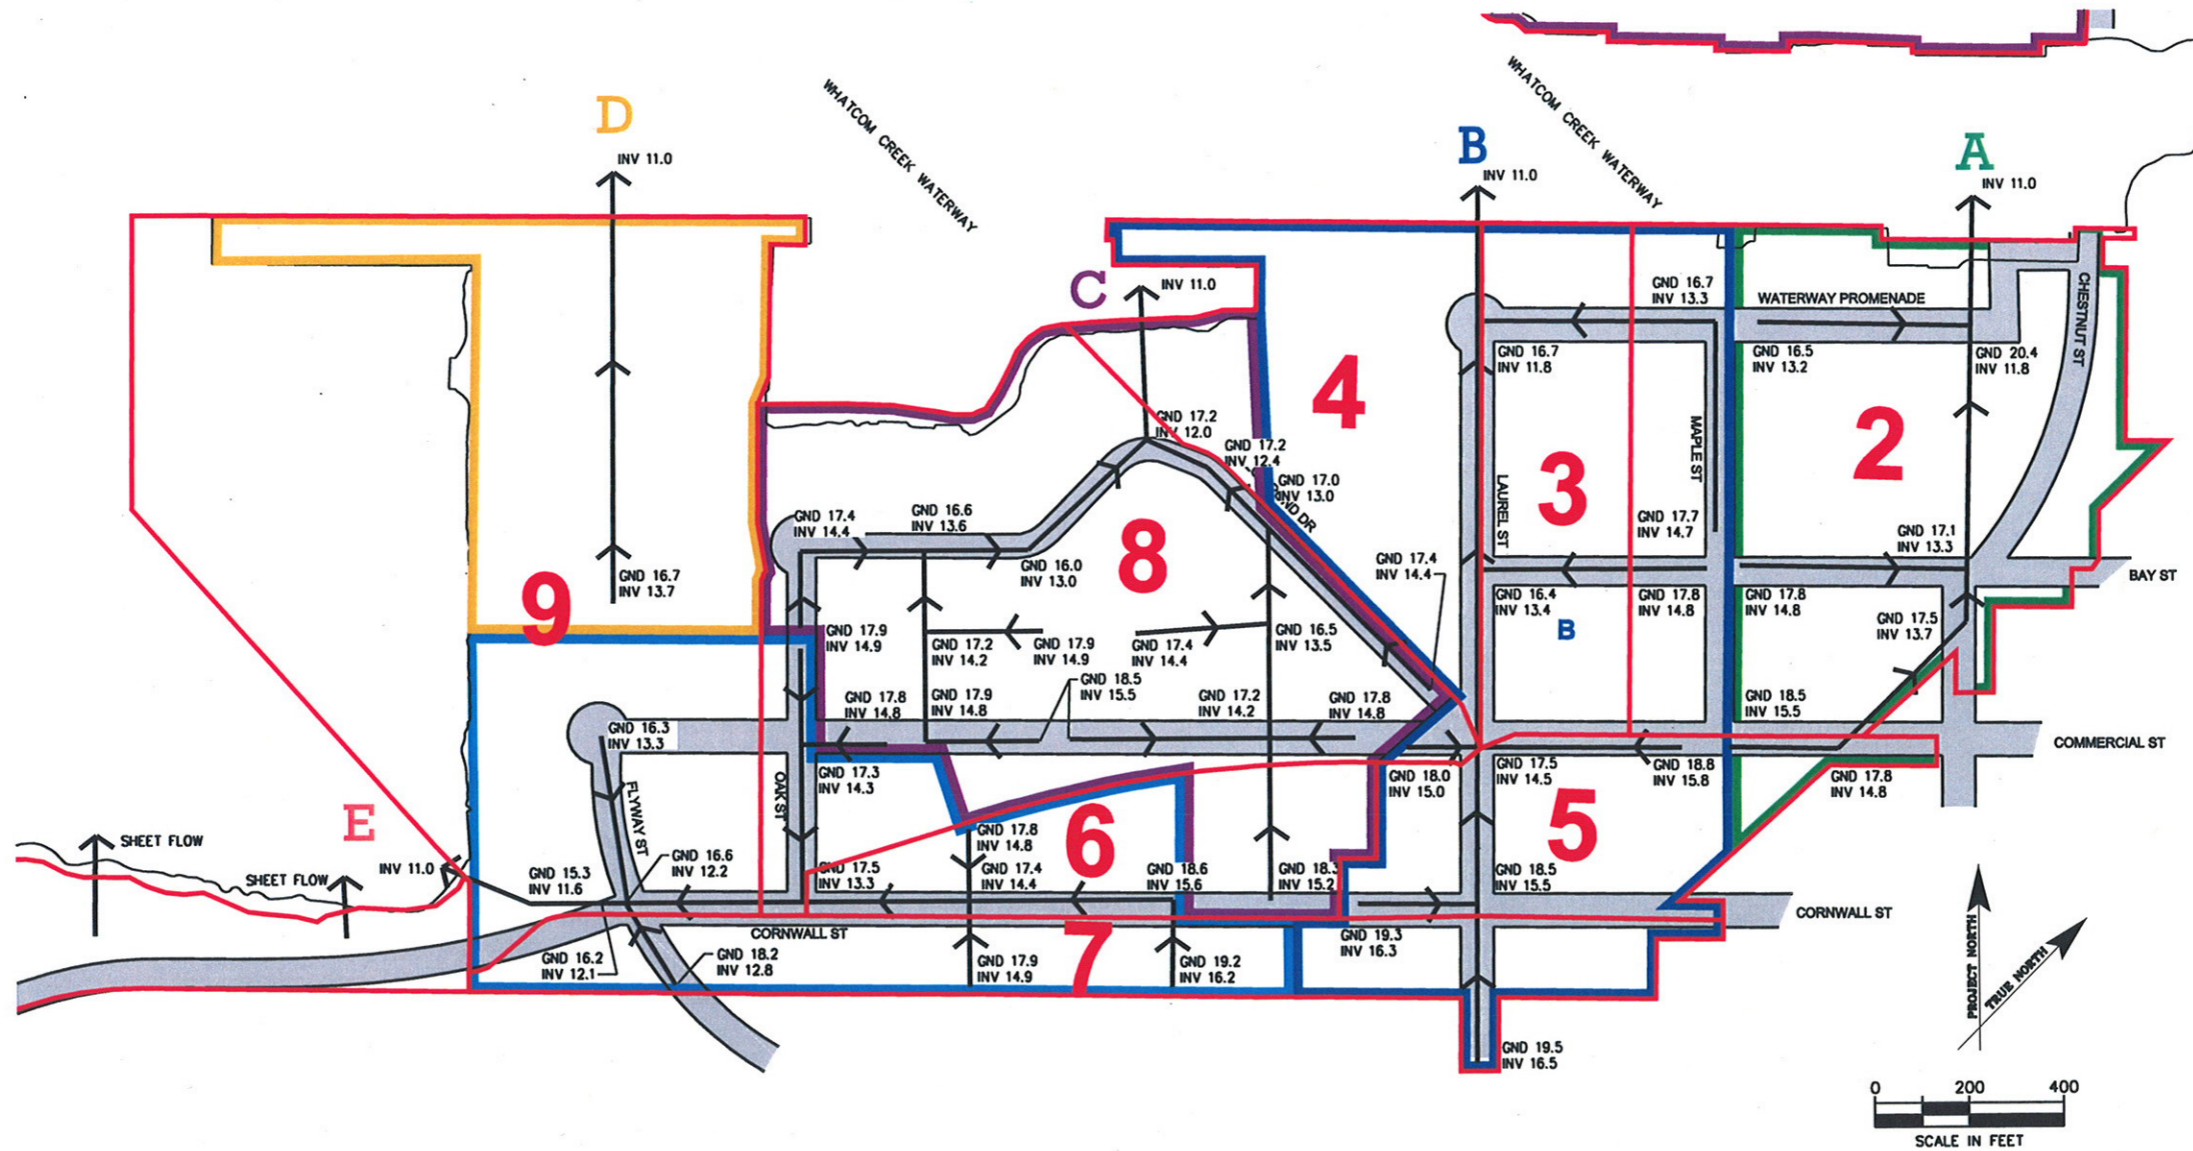 WHATCOM CREEK WATERWAY
WHATCOM CREEK WATERWAY
D
INV 11.0
B
INV 11.0
A
INV 11.0
C
INV 11.0
GND 16.7
INV 13.3
WATERWAY PROMENADE
CHESTNUT ST
GND 16.7
INV 11.8
GND 16.5
INV 13.2
GND 20.4
INV 11.8
4
3
2
GND 17.2
INV 12.0
GND 17.2
INV 12.4
GND 17.0
INV 13.0
LAUREL ST
MAPLE ST
GND 17.4
INV 14.4
GND 16.6
INV 13.6
GND 16.0
INV 13.0
8
GND 17.7
INV 14.7
GND 17.1
INV 13.3
GND 17.4
INV 14.4
BAY ST
GND 16.7
INV 13.7
9
GND 16.4
INV 13.4
B
GND 17.8
INV 14.8
GND 17.8
INV 14.8
GND 17.5
INV 13.7
GND 17.9
INV 14.9
GND 17.2
INV 14.2
GND 17.9
INV 14.9
GND 17.4
INV 14.4
GND 16.5
INV 13.5
GND 18.5
INV 15.5
GND 17.8
INV 14.8
GND 17.9
INV 14.8
GND 17.2
INV 14.2
GND 17.8
INV 14.8
GND 18.5
INV 15.5
GND 16.3
INV 13.3
COMMERCIAL ST
GND 17.3
INV 14.3
OAK ST
FLYWAY ST
GND 18.0
INV 15.0
GND 17.5
INV 14.5
GND 18.8
INV 15.8
GND 17.8
INV 14.8
E
SHEET FLOW
SHEET FLOW
INV 11.0
GND 15.3
INV 11.6
GND 16.6
INV 12.2
GND 17.5
INV 13.3
GND 17.8
INV 14.8
6
5
GND 17.4
INV 14.4
GND 18.6
INV 15.6
GND 18.3
INV 15.2
GND 18.5
INV 15.5
CORNWALL ST
CORNWALL ST
7
GND 16.2
INV 12.1
GND 18.2
INV 12.8
GND 17.9
INV 14.9
GND 19.2
INV 16.2
GND 19.3
INV 16.3
GND 19.5
INV 16.5
PROJECT NORTH
TRUE NORTH
0 200 400
SCALE IN FEET